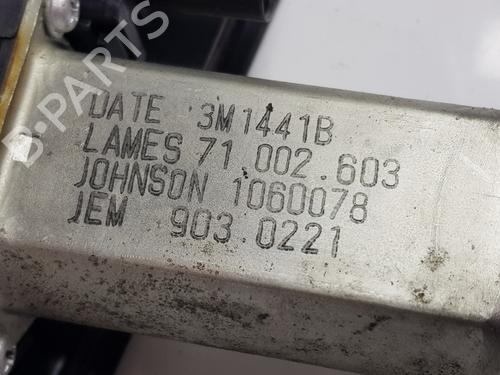 DATE 3M1441B
LAMES 71 002.603
JOHNSON 1060078
JEM 903 0221
B-Parts